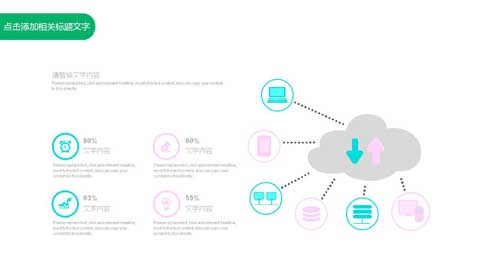 点击添加相关标题文字
请替换文字内容
Please replace text, click add relevant headline, modify the text content, also can copy your content to this directly.
80%
文字内容
Please replace text, click add relevant headline, modify the text content, also can copy your content to this directly.
60%
文字内容
Please replace text, click add relevant headline, modify the text content, also can copy your content to this directly.
83%
文字内容
Please replace text, click add relevant headline, modify the text content, also can copy your content to this directly.
55%
文字内容
Please replace text, click add relevant headline, modify the text content, also can copy your content to this directly.